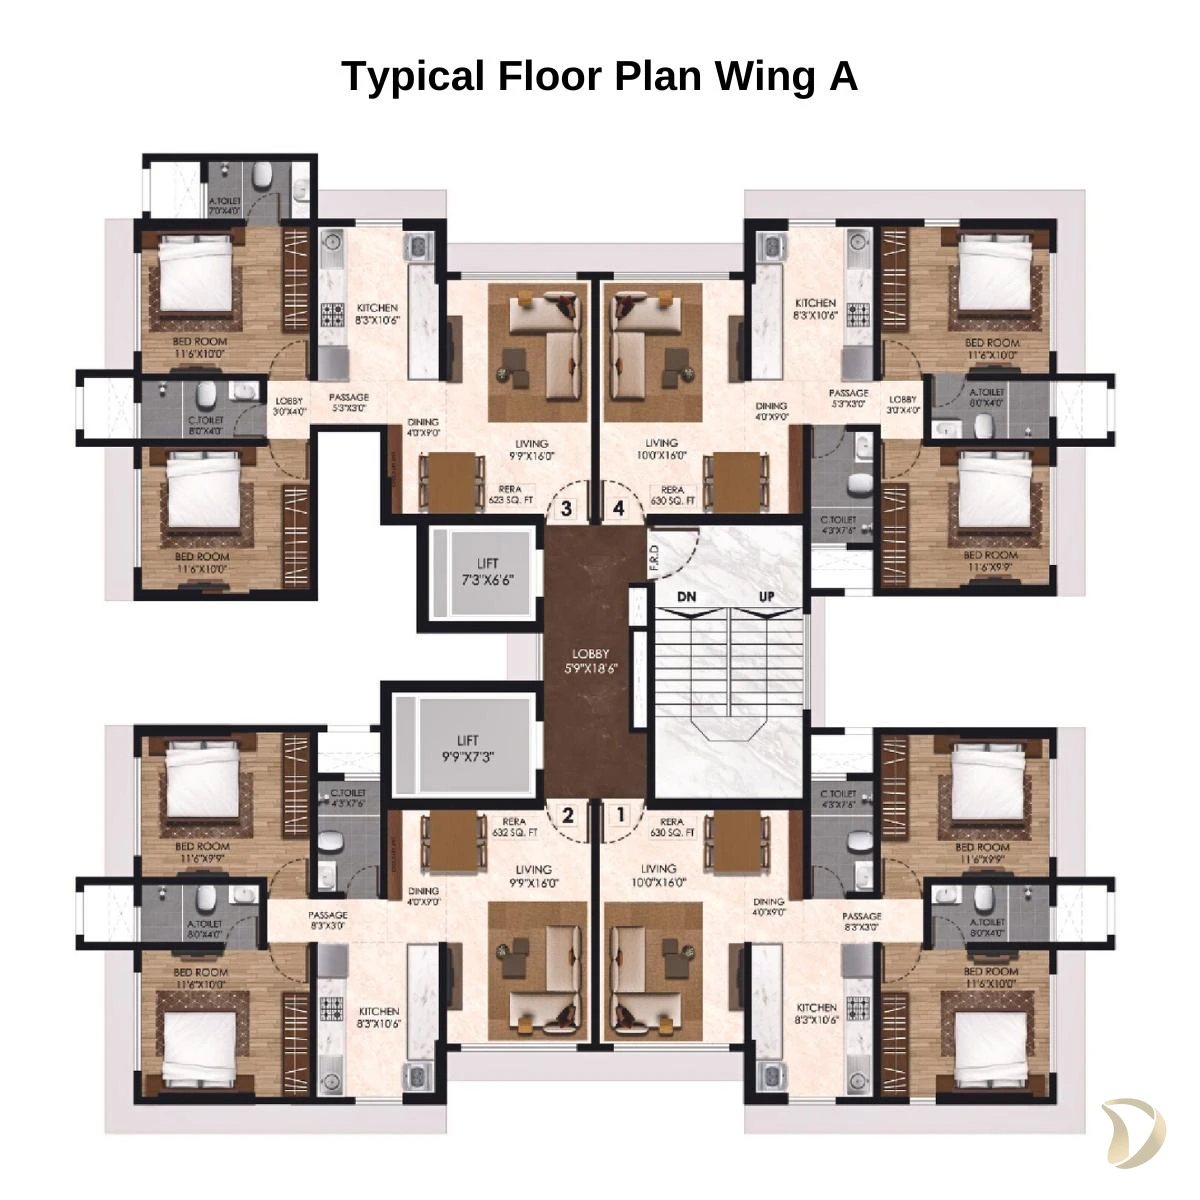 Typical Floor Plan Wing A
A.TOILET
7'0"X4'0"
KITCHEN
8'3"X10'6"
KITCHEN
8'3"X10'6"
BED ROOM
11'6"X10'0"
BED ROOM
11'6"X10'0"
C.TOILET
8'0"X4'0"
LOBBY
3'0"X4'0"
PASSAGE
5'3"X3'0"
DINING
4'0"X9'0"
LIVING
9'9"X16'0"
RERA
623 SQ. FT
3
DINING
4'0"X9'0"
PASSAGE
5'3"X3'0"
LOBBY
3'0"X4'0"
A.TOILET
8'0"X4'0"
LIVING
10'0"X16'0"
RERA
630 SQ. FT
4
C.TOILET
4'3"X7'6"
BED ROOM
11'6"X10'0"
BED ROOM
11'6"X9'9"
LIFT
7'3"X6'6"
F.R.D
DN
UP
LOBBY
5'9"X18'6"
LIFT
9'9"X7'3"
C.TOILET
4'3"X7'6"
C.TOILET
4'3"X7'6"
BED ROOM
11'6"X9'9"
RERA
632 SQ. FT
2
1
RERA
630 SQ. FT
BED ROOM
11'6"X9'9"
LIVING
9'9"X16'0"
LIVING
10'0"X16'0"
DINING
4'0"X9'0"
DINING
4'0"X9'0"
A.TOILET
8'0"X4'0"
PASSAGE
8'3"X3'0"
PASSAGE
8'3"X3'0"
A.TOILET
8'0"X4'0"
BED ROOM
11'6"X10'0"
BED ROOM
11'6"X10'0"
KITCHEN
8'3"X10'6"
KITCHEN
8'3"X10'6"